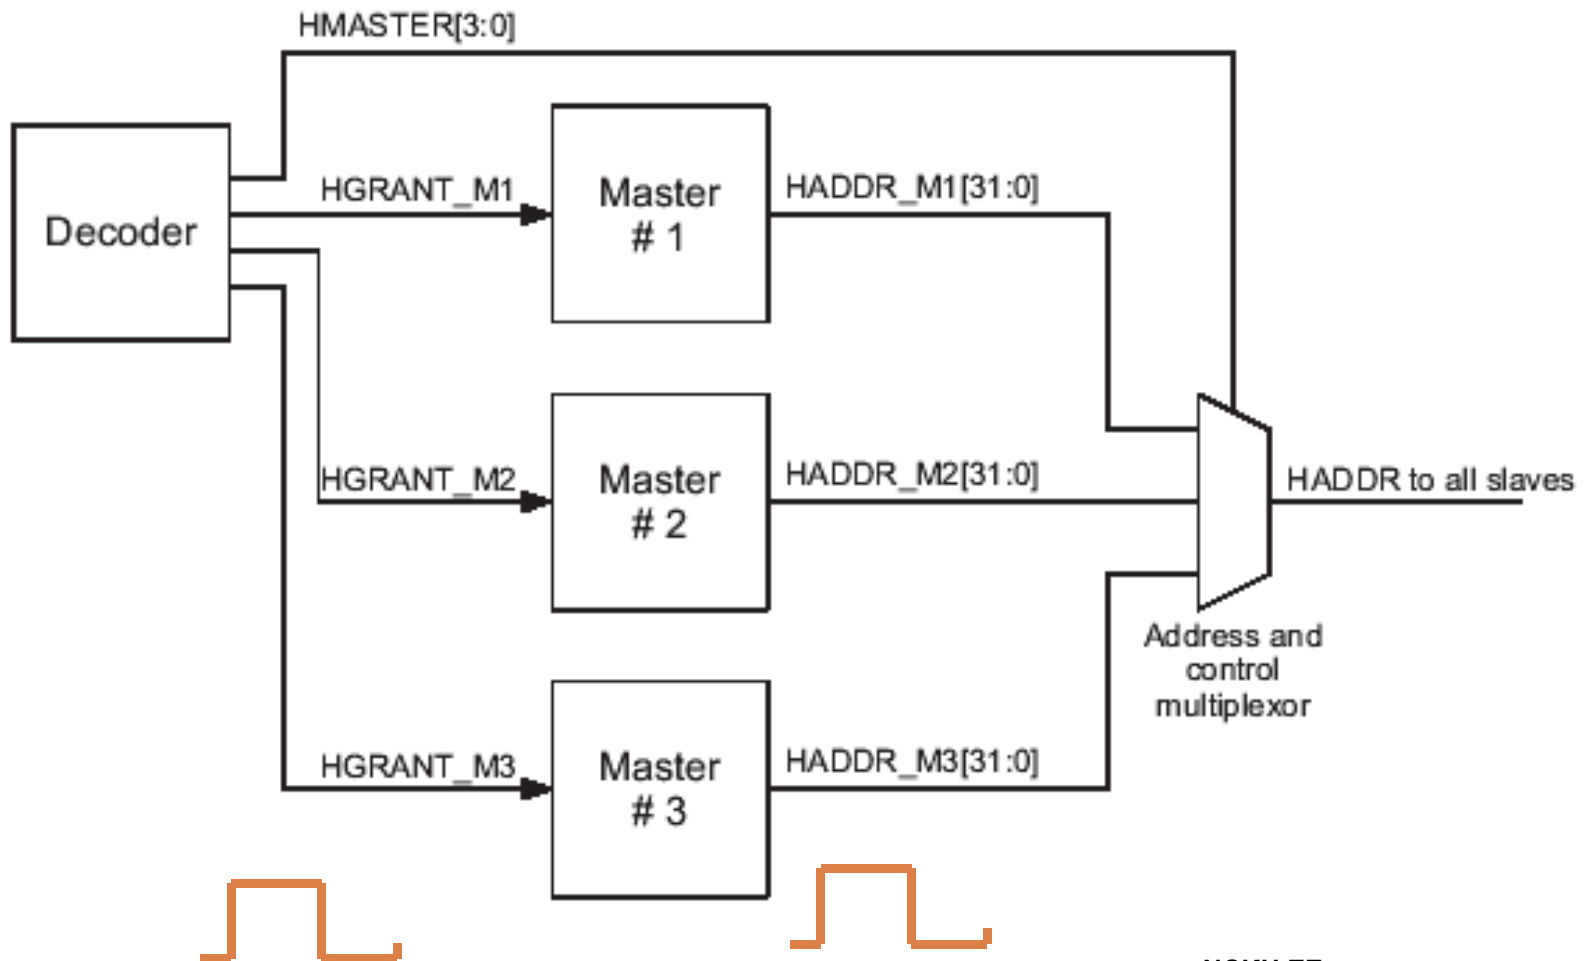 HMASTER[3:0]
Decoder
HGRANT_M1
Master
# 1
HADDR_M1[31:0]
HGRANT_M2
Master
# 2
HADDR_M2[31:0]
HADDR to all slaves
Address and
control
multiplexor
HGRANT_M3
Master
# 3
HADDR_M3[31:0]